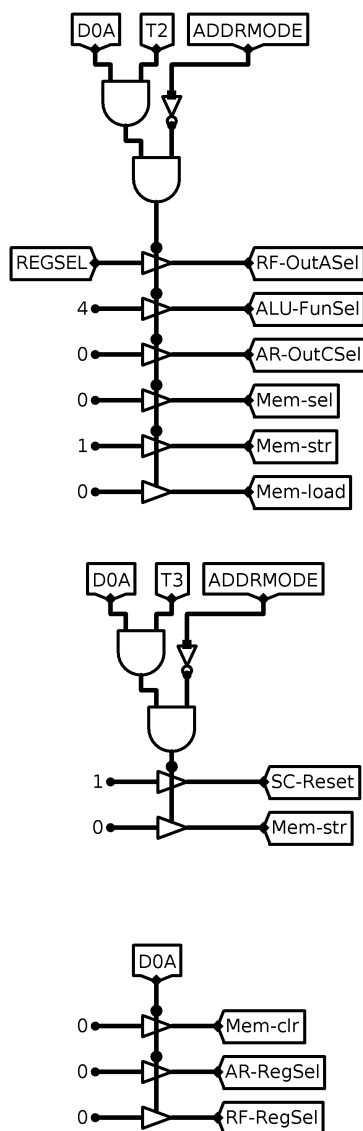 D0A T2 ADDRMODE
REGSEL RF-OutASel
4 ALU-FunSel
0 AR-OutCSel
0 Mem-sel
1 Mem-str
0 Mem-load
D0A T3 ADDRMODE
1 SC-Reset
0 Mem-str
D0A
0 Mem-clr
0 AR-RegSel
0 RF-RegSel